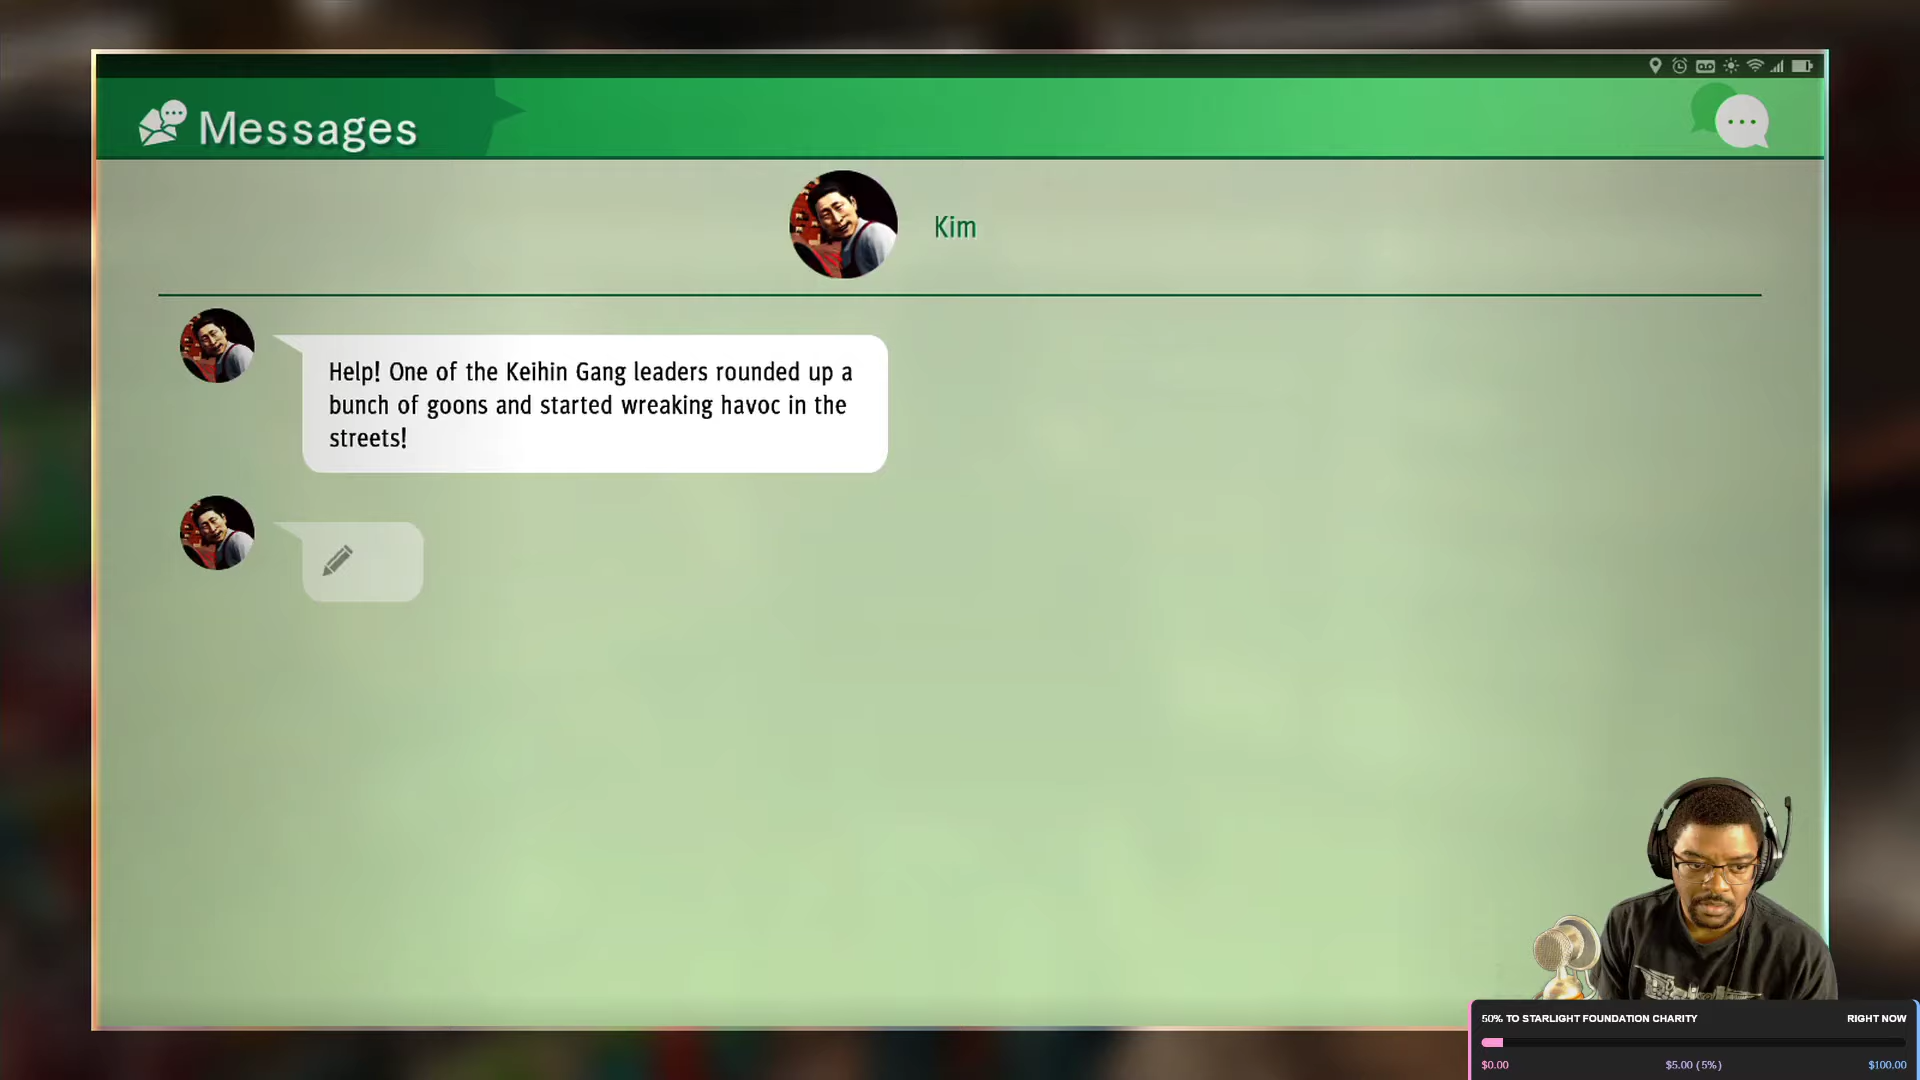 Messages
Kim
Help! One of the Keihin Gang leaders rounded up a
bunch of goons and started wreaking havoc in the
streets!
50% TO STARLIGHT FOUNDATION CHARITY RIGHT NOW
$0.00 $5.00 (5%) $100.00